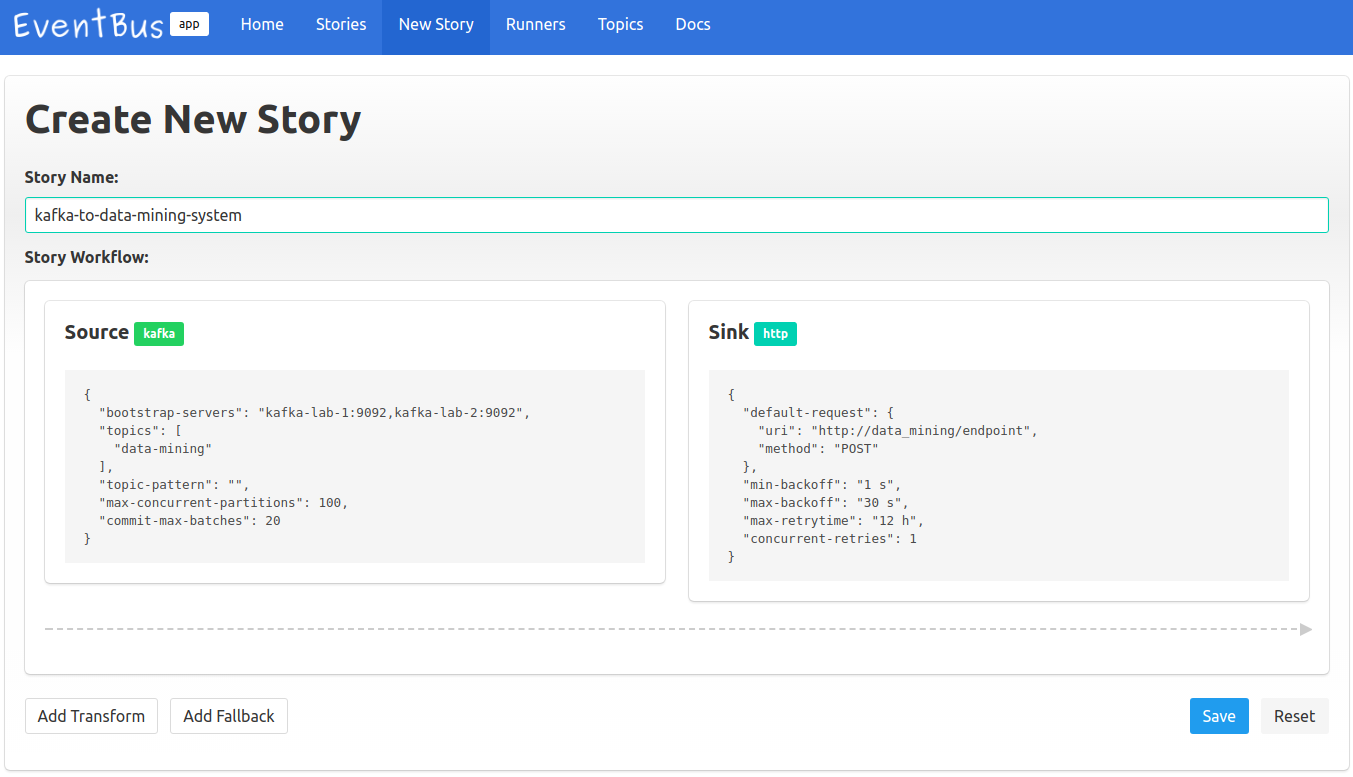 EventBus app Home Stories New Story Runners Topics Docs
Create New Story
Story Name:
kafka-to-data-mining-system
Story Workflow:
Source kafka
{
  "bootstrap-servers": "kafka-lab-1:9092,kafka-lab-2:9092",
  "topics": [
    "data-mining"
  ],
  "topic-pattern": "",
  "max-concurrent-partitions": 100,
  "commit-max-batches": 20
}
Sink http
{
  "default-request": {
    "uri": "http://data_mining/endpoint",
    "method": "POST"
  },
  "min-backoff": "1 s",
  "max-backoff": "30 s",
  "max-retrytime": "12 h",
  "concurrent-retries": 1
}
Add Transform Add Fallback Save Reset